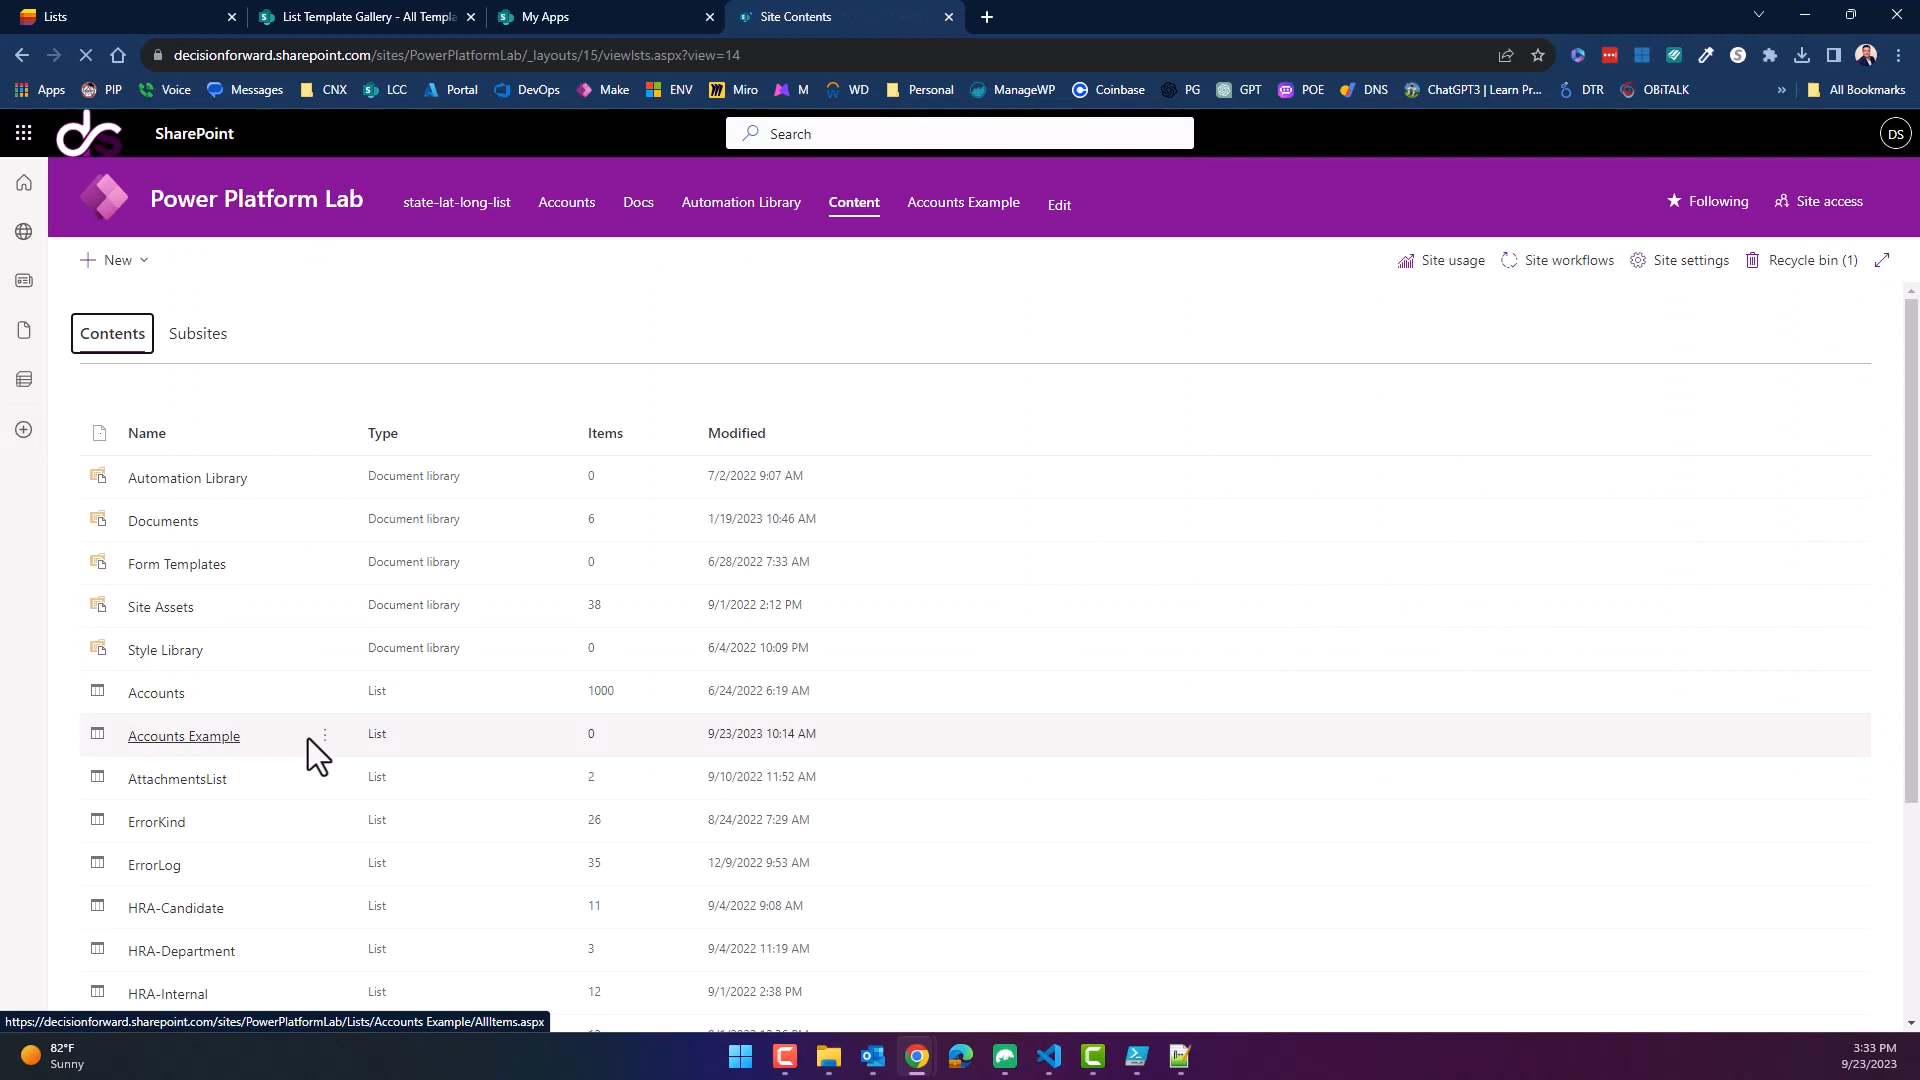 Lists
List Template Gallery - All Templa
My Apps
Site Contents
decisionforward.sharepoint.com/sites/PowerPlatformLab/_layouts/15/viewlsts.aspx?view=14
Apps PIP Voice Messages CNX LCC Portal DevOps Make ENV Miro M WD Personal ManageWP Coinbase PG GPT POE DNS ChatGPT3 | Learn Pr... DTR OBiTALK » All Bookmarks
SharePoint
Search
DS
Power Platform Lab
state-lat-long-list Accounts Docs Automation Library Content Accounts Example Edit
Following Site access
New
Site usage Site workflows Site settings Recycle bin (1)
Contents Subsites
Name Type Items Modified
Automation Library Document library 0 7/2/2022 9:07 AM
Documents Document library 6 1/19/2023 10:46 AM
Form Templates Document library 0 6/28/2022 7:33 AM
Site Assets Document library 38 9/1/2022 2:12 PM
Style Library Document library 0 6/4/2022 10:09 PM
Accounts List 1000 6/24/2022 6:19 AM
Accounts Example List 0 9/23/2023 10:14 AM
AttachmentsList List 2 9/10/2022 11:52 AM
ErrorKind List 26 8/24/2022 7:29 AM
ErrorLog List 35 12/9/2022 9:53 AM
HRA-Candidate List 11 9/4/2022 9:08 AM
HRA-Department List 3 9/4/2022 11:19 AM
HRA-Internal List 12 9/1/2022 2:38 PM
https://decisionforward.sharepoint.com/sites/PowerPlatformLab/Lists/Accounts Example/AllItems.aspx
82°F
Sunny
3:33 PM
9/23/2023